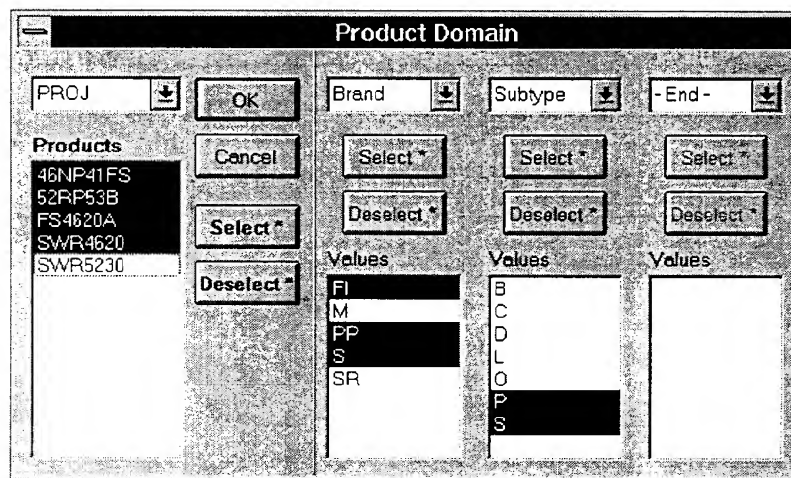 Product Domain
PROJ
OK
Cancel
Select *
Deselect *
Products
46NP41FS
52RP53B
FS4620A
SWR4620
SWR5230
Brand
Select *
Deselect *
Values
FI
M
PP
S
SR
Subtype
Select *
Deselect *
Values
B
C
D
L
O
P
S
- End -
Select *
Deselect *
Values